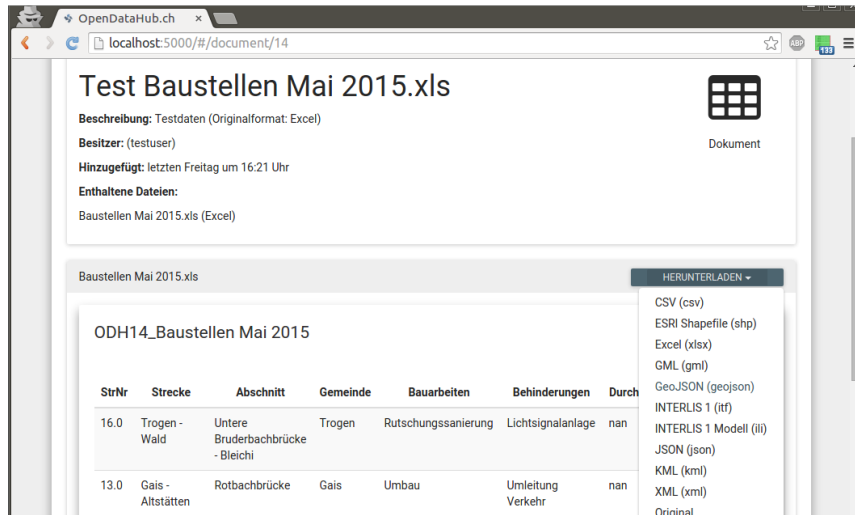 OpenDataHub.ch ×
localhost:5000/#/document/14
ABP
133
Test Baustellen Mai 2015.xls
Beschreibung: Testdaten (Originalformat: Excel)
Besitzer: (testuser)
Dokument
Hinzugefügt: letzten Freitag um 16:21 Uhr
Enthaltene Dateien:
Baustellen Mai 2015.xls (Excel)
Baustellen Mai 2015.xls
HERUNTERLADEN
CSV (csv)
ESRI Shapefile (shp)
Excel (xlsx)
GML (gml)
GeoJSON (geojson)
INTERLIS 1 (itf)
INTERLIS 1 Modell (ili)
JSON (json)
KML (kml)
XML (xml)
Original
ODH14_Baustellen Mai 2015
StrNr Strecke Abschnitt Gemeinde Bauarbeiten Behinderungen Durch
16.0 Trogen - Wald Untere Bruderbachbrücke - Bleichi Trogen Rutschungssanierung Lichtsignalanlage nan
13.0 Gais - Altstätten Rotbachbrücke Gais Umbau Umleitung Verkehr nan